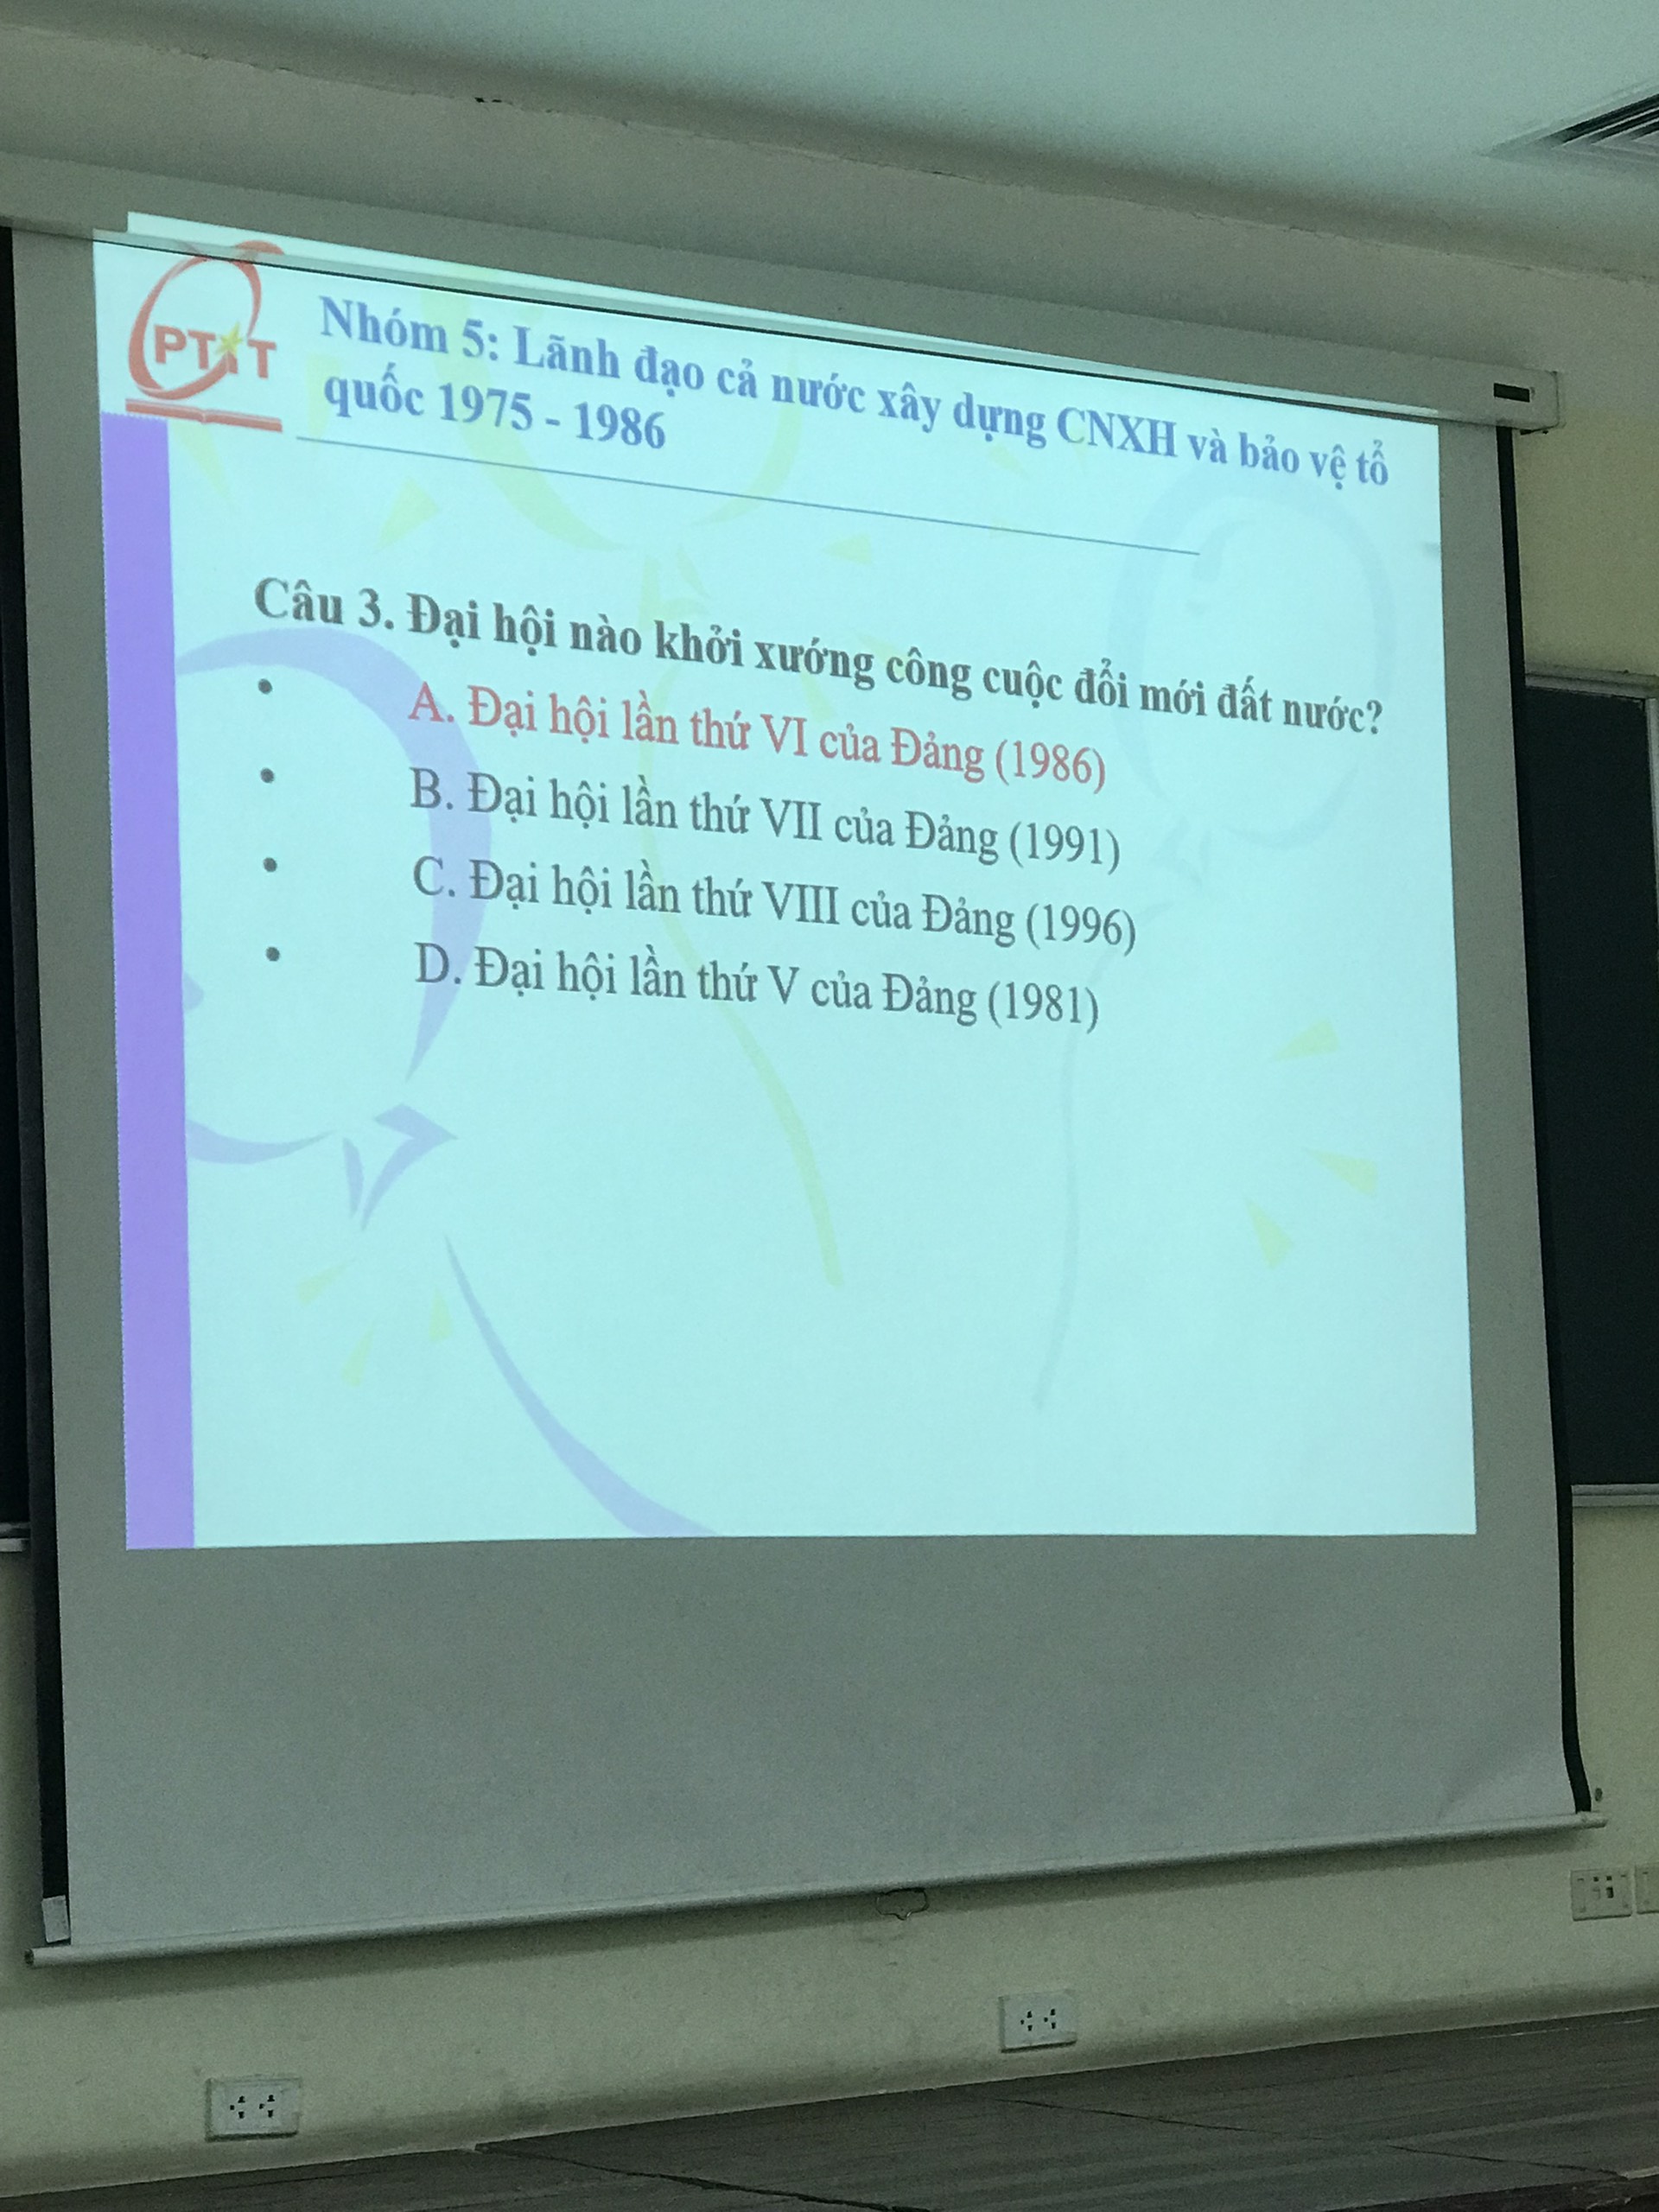 PTIT
Nhóm 5: Lãnh đạo cả nước xây dựng CNXH và bảo vệ tổ
quốc 1975 - 1986
Câu 3. Đại hội nào khởi xướng công cuộc đổi mới đất nước?
• A. Đại hội lần thứ VI của Đảng (1986)
• B. Đại hội lần thứ VII của Đảng (1991)
• C. Đại hội lần thứ VIII của Đảng (1996)
• D. Đại hội lần thứ V của Đảng (1981)